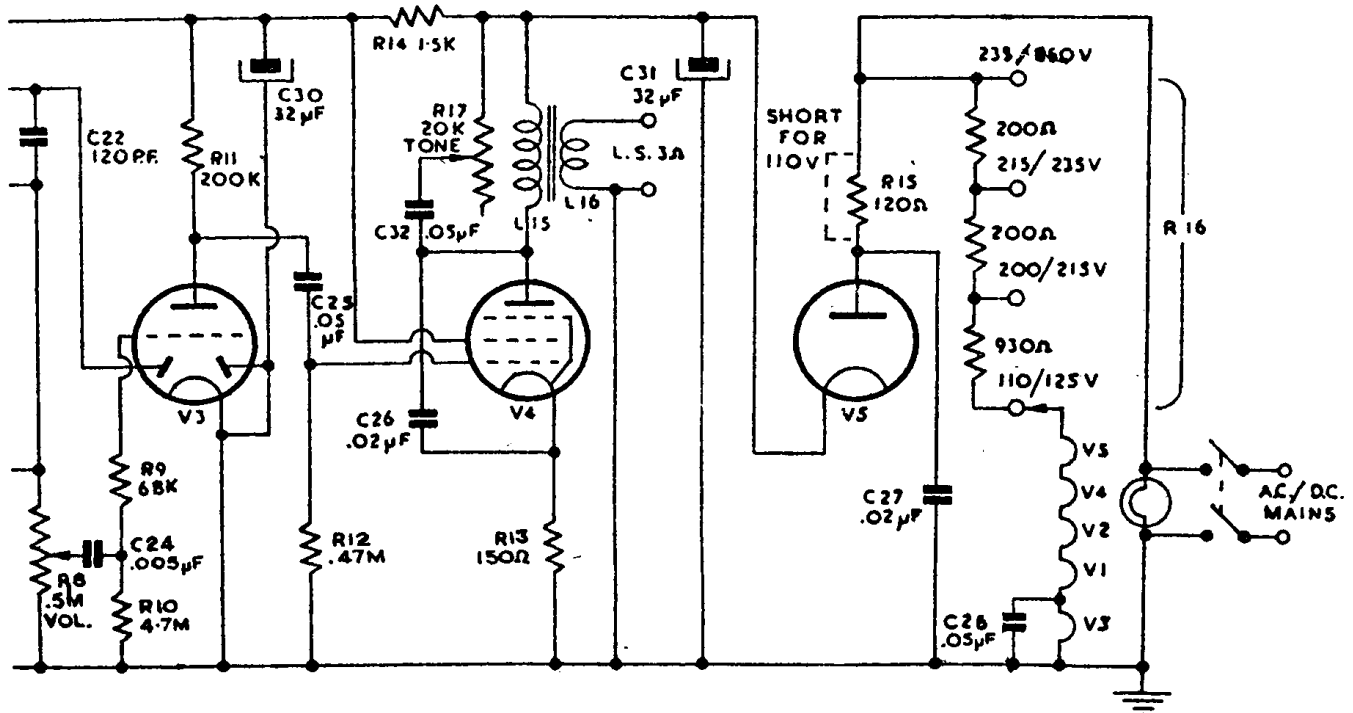 R14 1.5K
C30
32µF
C22
120 P.F.
R11
200K
R17
20K
TONE
C31
32µF
L.S. 3Ω
L15
L16
C32 .05µF
SHORT
FOR
110V
R15
120Ω
200Ω
215/235V
200Ω
200/215V
930Ω
110/125V
R16
C25
.05
µF
V3
V4
V5
C26
.02µF
R9
68K
C24
.005µF
R8
.5M
VOL.
R10
4.7M
R12
.47M
R13
150Ω
C27
.02µF
V5
V4
V2
V1
V3
C28
.05µF
A.C./D.C.
MAINS